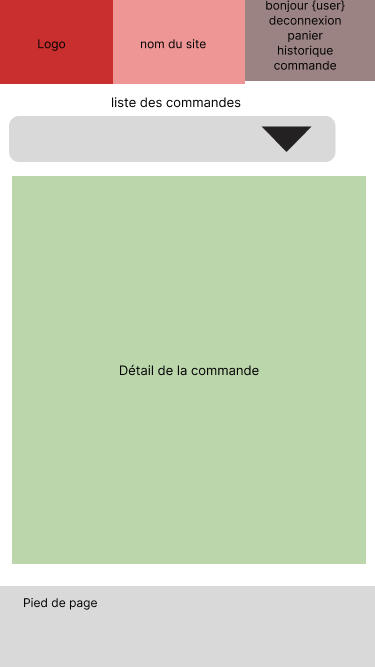 Logo
nom du site
bonjour {user}
deconnexion
panier
historique
commande
liste des commandes
Détail de la commande
Pied de page